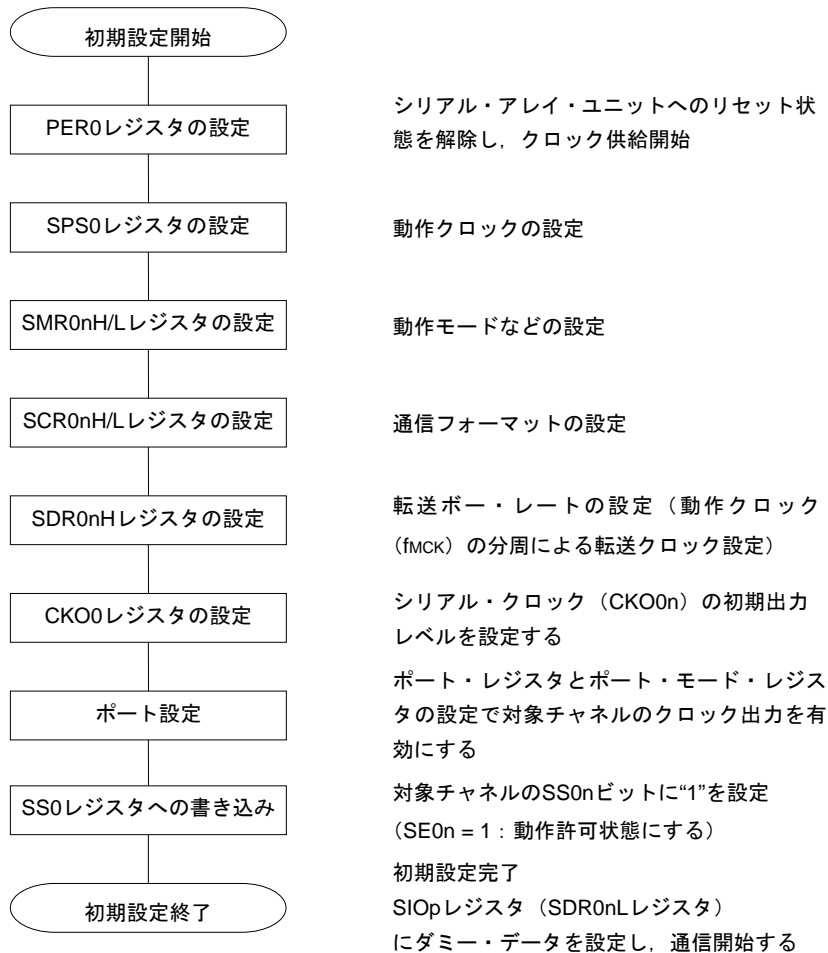 初期設定開始
PER0レジスタの設定
シリアル・アレイ・ユニットへのリセット状
態を解除し，クロック供給開始
SPS0レジスタの設定
動作クロックの設定
SMR0nH/Lレジスタの設定
動作モードなどの設定
SCR0nH/Lレジスタの設定
通信フォーマットの設定
SDR0nHレジスタの設定
転送ボー・レートの設定（動作クロック
（fMCK）の分周による転送クロック設定）
CKO0レジスタの設定
シリアル・クロック（CKO0n）の初期出力
レベルを設定する
ポート設定
ポート・レジスタとポート・モード・レジス
タの設定で対象チャネルのクロック出力を有
効にする
SS0レジスタへの書き込み
対象チャネルのSS0nビットに“1”を設定
（SE0n = 1：動作許可状態にする）
初期設定終了
初期設定完了
SIOpレジスタ（SDR0nLレジスタ）
にダミー・データを設定し，通信開始する